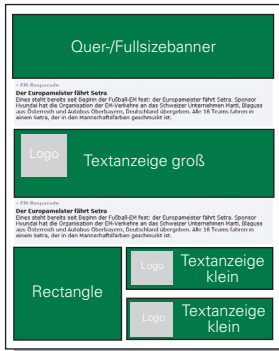 Quer-/Fullsizebanner
» EM-Busparade
Der Europameister fährt Setra
Eines steht bereits seit Beginn der Fußball-EM fest: der Europameister fährt Setra. Sponsor
Hyundai hat die Organisation der EM-Verkehre an das Schweizer Unternehmen Marti, Blaguss
aus Österreich und Autobus Oberbayern, Deutschland übergeben. Alle 16 Teams fahren in
einem Setra, der in den Mannschaftsfarben geschmückt ist.
Logo
Textanzeige groß
» EM-Busparade
Der Europameister fährt Setra
Eines steht bereits seit Beginn der Fußball-EM fest: der Europameister fährt Setra. Sponsor
Hyundai hat die Organisation der EM-Verkehre an das Schweizer Unternehmen Marti, Blaguss
aus Österreich und Autobus Oberbayern, Deutschland übergeben. Alle 16 Teams fahren in
einem Setra, der in den Mannschaftsfarben geschmückt ist.
Rectangle
Logo
Textanzeige
klein
Logo
Textanzeige
klein